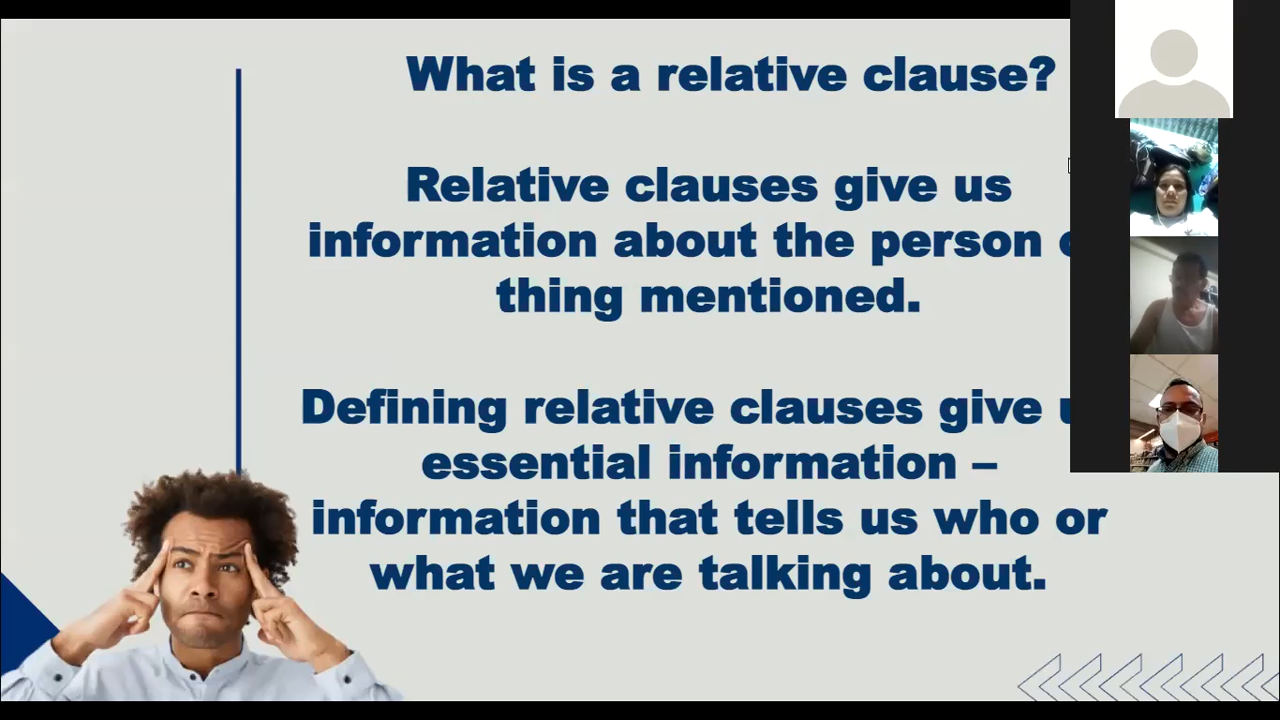 What is a relative clause?
Relative clauses give us
information about the person
thing mentioned.
Defining relative clauses give
essential information –
information that tells us who or
what we are talking about.